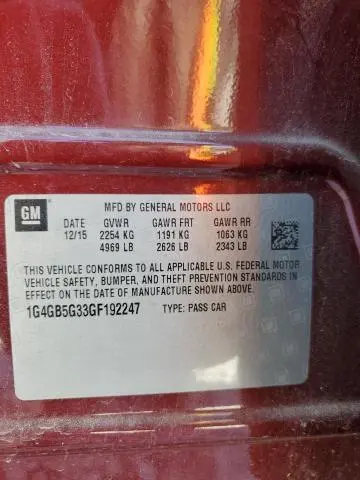 GM
MFD BY GENERAL MOTORS LLC
DATE GVWR GAWR FRT GAWR RR
12/15 2254 KG 1191 KG 1063 KG
4969 LB 2626 LB 2343 LB
THIS VEHICLE CONFORMS TO ALL APPLICABLE U.S. FEDERAL MOTOR
VEHICLE SAFETY, BUMPER, AND THEFT PREVENTION STANDARDS
IN EFFECT ON THE DATE OF MANUFACTURE SHOWN ABOVE.
1G4GB5G33GF192247 TYPE: PASS CAR